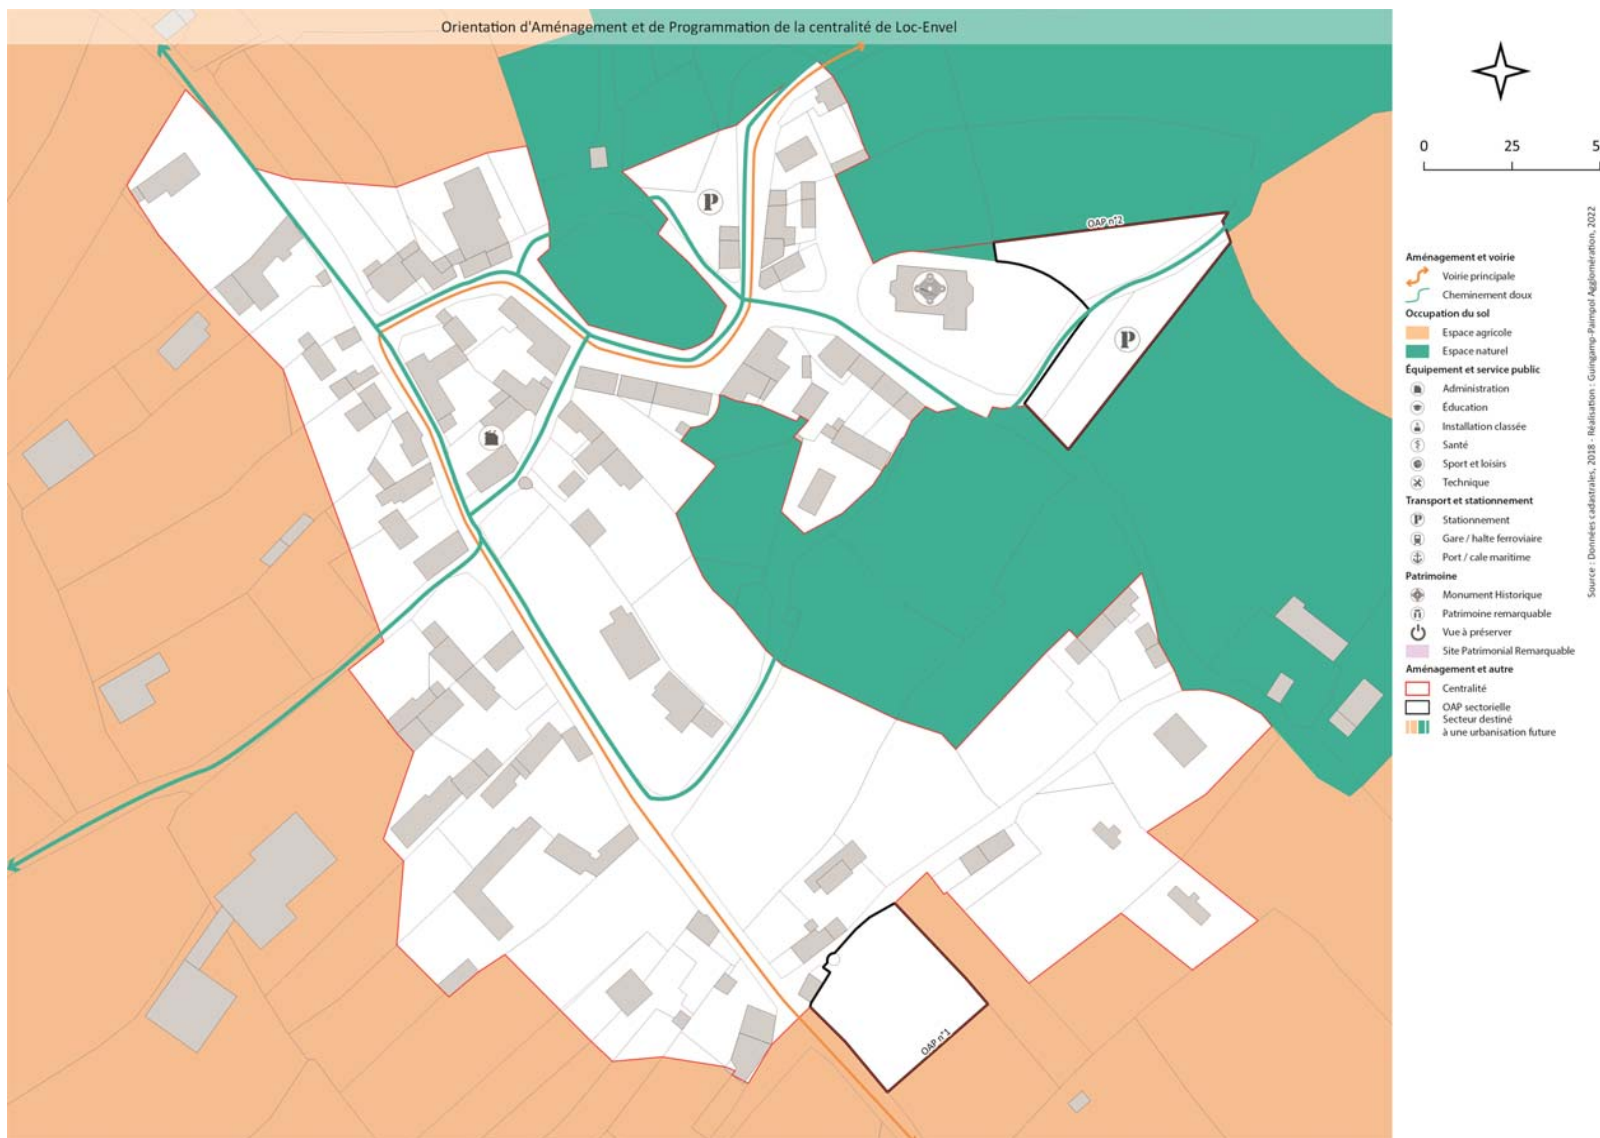 Orientation d'Aménagement et de Programmation de la centralité de Loc-Envel
0 25 5
P
OAP n°2
P
OAP n°1
Aménagement et voirie
Voirie principale
Cheminement doux
Occupation du sol
Espace agricole
Espace naturel
Équipement et service public
Administration
Éducation
Installation classée
Santé
Sport et loisirs
Technique
Transport et stationnement
P Stationnement
Gare / halte ferroviaire
Port / cale maritime
Patrimoine
Monument Historique
Patrimoine remarquable
Vue à préserver
Site Patrimonial Remarquable
Aménagement et autre
Centralité
OAP sectorielle
Secteur destiné
à une urbanisation future
Source : Données cadastrales, 2018 - Réalisation : Guingamp-Paimpol Agglomération, 2022